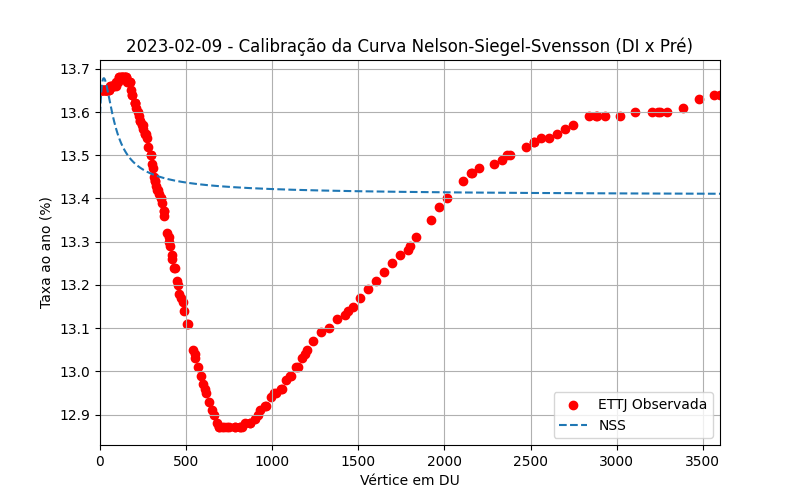 2023-02-09 - Calibração da Curva Nelson-Siegel-Svensson (DI x Pré)
Taxa ao ano (%)
13.7
13.6
13.5
13.4
13.3
13.2
13.1
13.0
12.9
0 500 1000 1500 2000 2500 3000 3500
Vértice em DU
ETTJ Observada
NSS